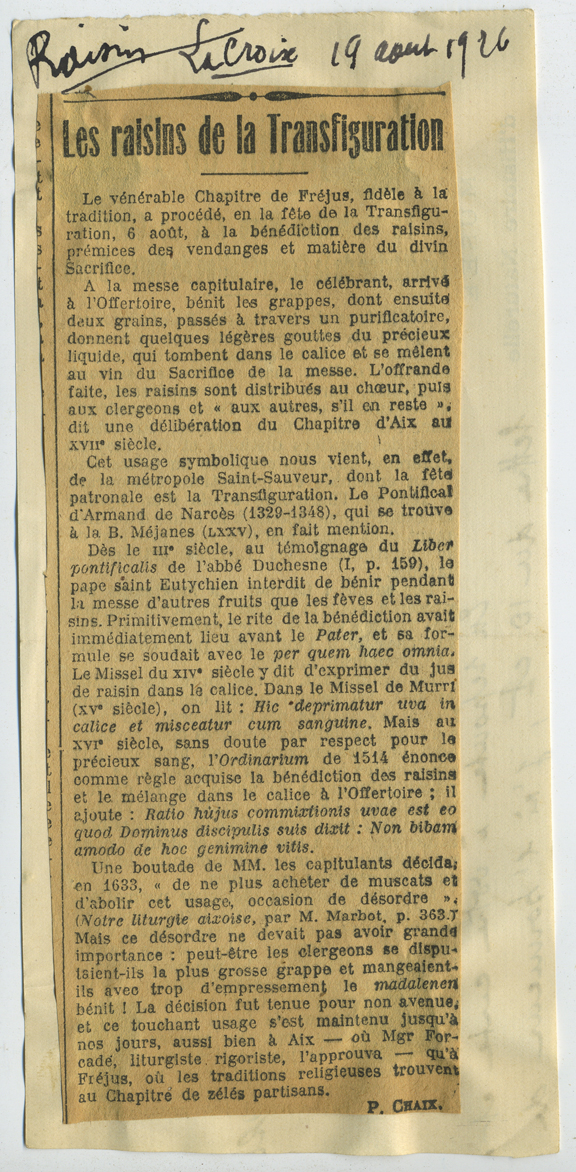 Raisin LaCroix 19 aout 1926
Les raisins de la Transfiguration
Le vénérable Chapitre de Fréjus, fidèle à la
tradition, a procédé, en la fête de la Transfigu-
ration, 6 août, à la bénédiction des raisins,
prémices des vendanges et matière du divin
Sacrifice.
A la messe capitulaire, le célébrant, arrivé
à l'Offertoire, bénit les grappes, dont ensuite
deux grains, passés à travers un purificatoire,
donnent quelques légères gouttes du précieux
liquide, qui tombent dans le calice et se mêlent
au vin du Sacrifice de la messe. L'offrande
faite, les raisins sont distribués au chœur, puis
aux clergeons et « aux autres, s'il en reste »,
dit une délibération du Chapitre d'Aix au
XVIIe siècle.
Cet usage symbolique nous vient, en effet,
de la métropole Saint-Sauveur, dont la fête
patronale est la Transfiguration. Le Pontifical
d'Armand de Narcès (1329-1348), qui se trouve
à la B. Méjanes (LXXV), en fait mention.
Dès le IIIe siècle, au témoignage du Liber
pontificalis de l'abbé Duchesne (I, p. 159), le
pape saint Eutychien interdit de bénir pendant
la messe d'autres fruits que les fèves et les rai-
sins. Primitivement, le rite de la bénédiction avait
immédiatement lieu avant le Pater, et sa for-
mule se soudait avec le per quem haec omnia.
Le Missel du XIVe siècle y dit d'exprimer du jus
de raisin dans le calice. Dans le Missel de Murri
(XVe siècle), on lit : Hic deprimatur uva in
calice et misceatur cum sanguine. Mais au
XVIe siècle, sans doute par respect pour le
précieux sang, l'Ordinarium de 1514 énonce
comme règle acquise la bénédiction des raisins
et le mélange dans le calice à l'Offertoire ; il
ajoute : Ratio hujus commixtionis uvae est eo
quod Dominus discipulis suis dixit : Non bibam
amodo de hoc genimine vitis.
Une boutade de MM. les capitulants décida,
en 1633, « de ne plus acheter de muscats et
d'abolir cet usage, occasion de désordre ».
(Notre liturgie aixoise, par M. Marbot, p. 363.)
Mais ce désordre ne devait pas avoir grande
importance : peut-être les clergeons se dispu-
taient-ils la plus grosse grappe et mangeaient-
ils avec trop d'empressement le madalenen
bénit ! La décision fut tenue pour non avenue,
et ce touchant usage s'est maintenu jusqu'à
nos jours, aussi bien à Aix — où Mgr For-
cade, liturgiste rigoriste, l'approuva — qu'à
Fréjus, où les traditions religieuses trouvent
au Chapitre de zélés partisans.
P. CHAIX.